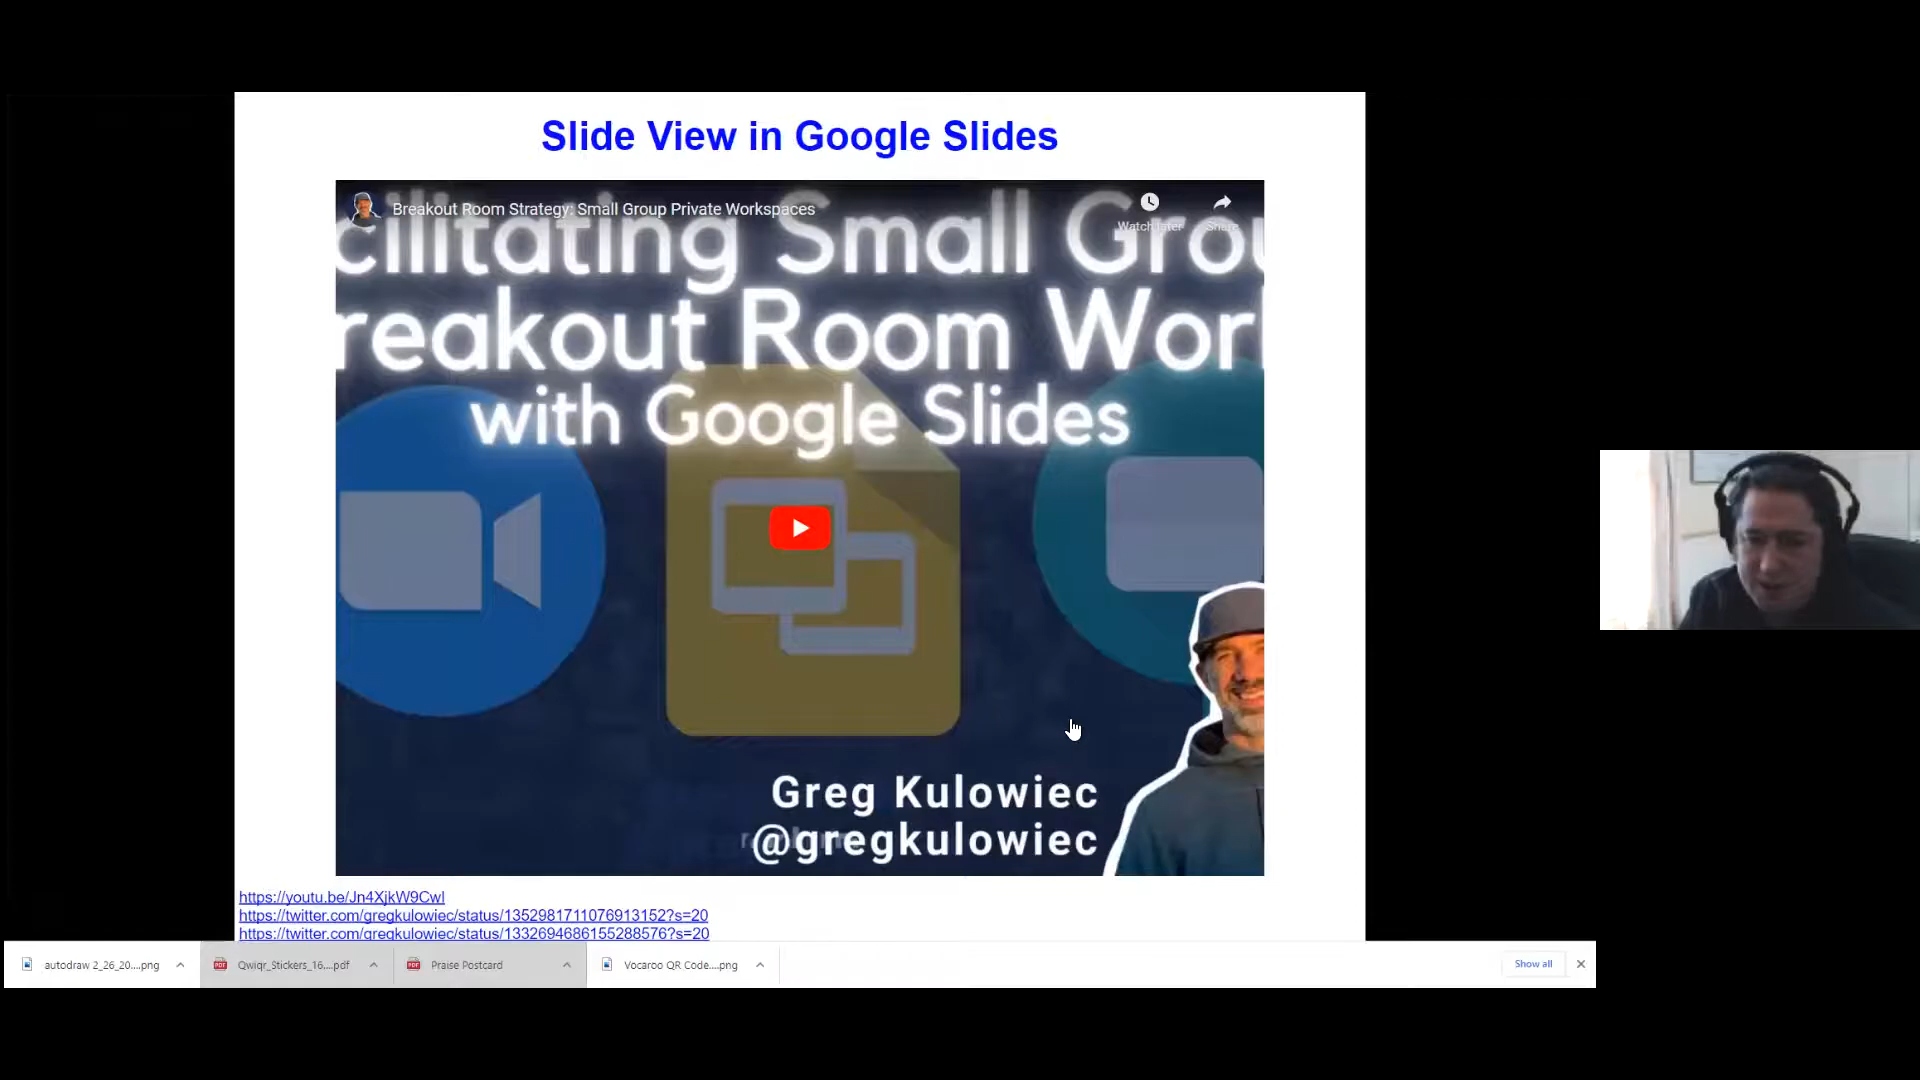 Slide View in Google Slides
Breakout Room Strategy: Small Group Private Workspaces
Watch later
Share
cilitating Small Grou
reakout Room Wor
with Google Slides
Greg Kulowiec
@gregkulowiec
https://youtu.be/Jn4XjkW9CwI
https://twitter.com/gregkulowiec/status/1352981711076913152?s=20
https://twitter.com/gregkulowiec/status/1332694686155288576?s=20
autodraw 2_26_20....png
Qwiqr_Stickers_16....pdf
Praise Postcard
Vocaroo QR Code....png
Show all